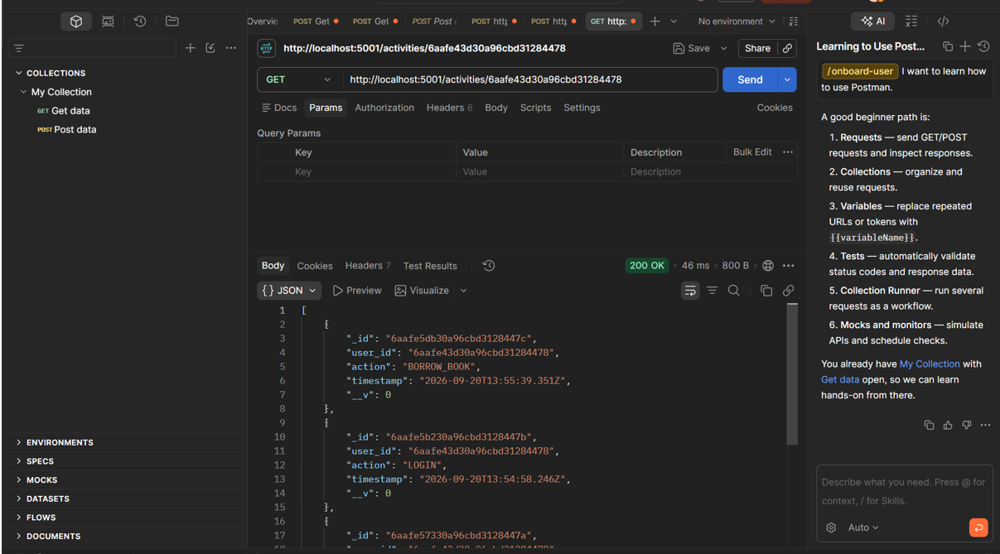 Overvie
POST Get
POST Get
POST Post
POST http
POST http
GET http:
No environment
AI
COLLECTIONS
My Collection
GET Get data
POST Post data
ENVIRONMENTS
SPECS
MOCKS
DATASETS
FLOWS
DOCUMENTS
HTTP
http://localhost:5001/activities/6aafe43d30a96cbd31284478
Save
Share
GET
http://localhost:5001/activities/6aafe43d30a96cbd31284478
Send
Docs Params Authorization Headers 6 Body Scripts Settings Cookies
Query Params
Key Value Description Bulk Edit
Key Value Description
Body Cookies Headers 7 Test Results 200 OK 46 ms 800 B
{} JSON Preview Visualize
1 [
2 {
3 "_id": "6aafe5db30a96cbd3128447c",
4 "user_id": "6aafe43d30a96cbd31284478",
5 "action": "BORROW_BOOK",
6 "timestamp": "2026-09-20T13:55:39.351Z",
7 "__v": 0
8 },
9 {
10 "_id": "6aafe5b230a96cbd3128447b",
11 "user_id": "6aafe43d30a96cbd31284478",
12 "action": "LOGIN",
13 "timestamp": "2026-09-20T13:54:58.246Z",
14 "__v": 0
15 },
16 {
17 "_id": "6aafe57330a96cbd3128447a",
Learning to Use Post...
/onboard-user I want to learn how
to use Postman.
A good beginner path is:
1. Requests — send GET/POST
requests and inspect responses.
2. Collections — organize and
reuse requests.
3. Variables — replace repeated
URLs or tokens with
{{variableName}}.
4. Tests — automatically validate
status codes and response data.
5. Collection Runner — run several
requests as a workflow.
6. Mocks and monitors — simulate
APIs and schedule checks.
You already have My Collection with
Get data open, so we can learn
hands-on from there.
Describe what you need. Press @ for
context, / for Skills.
Auto